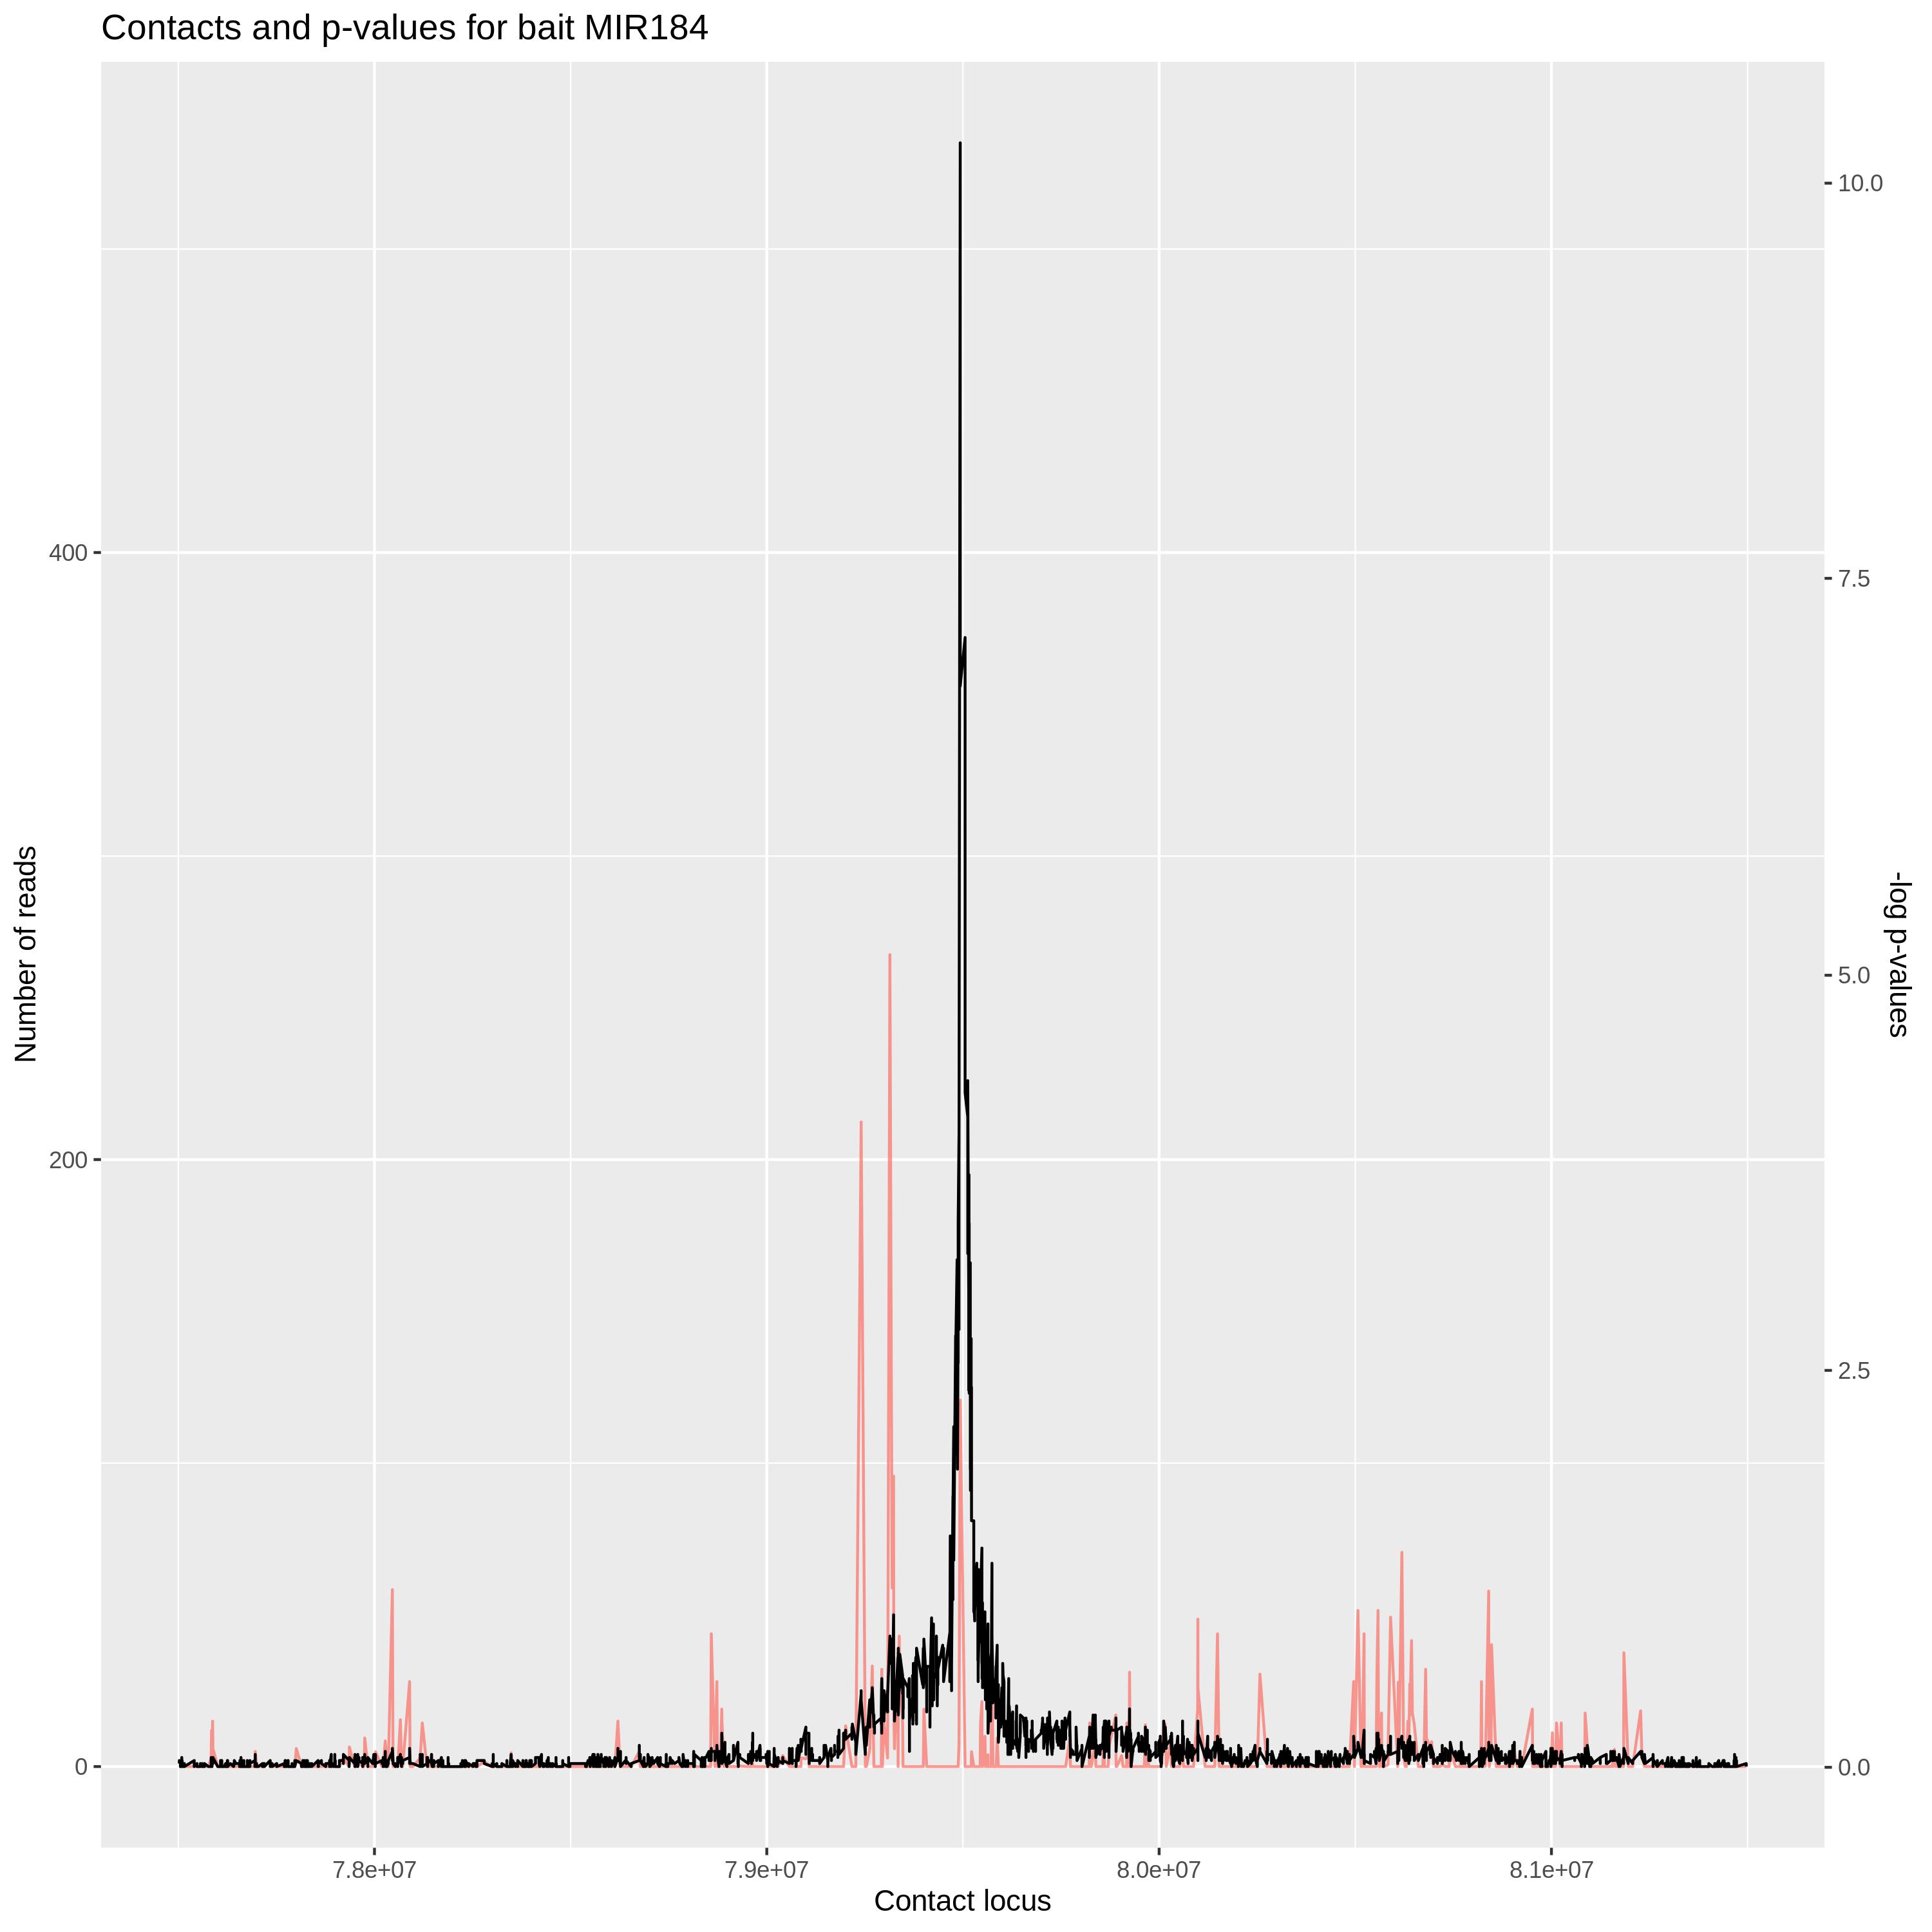 Contacts and p-values for bait MIR184
Number of reads
400
200
0
10.0
7.5
5.0
2.5
0.0
-log p-values
7.8e+07
7.9e+07
8.0e+07
8.1e+07
Contact locus